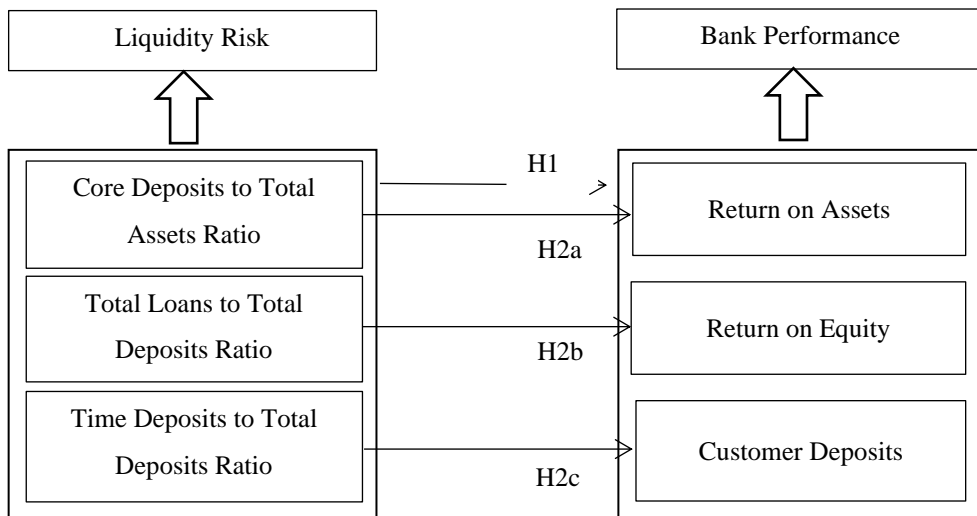 Liquidity Risk
Bank Performance
H1
Core Deposits to Total
Assets Ratio
Return on Assets
H2a
Total Loans to Total
Deposits Ratio
Return on Equity
H2b
Time Deposits to Total
Deposits Ratio
Customer Deposits
H2c